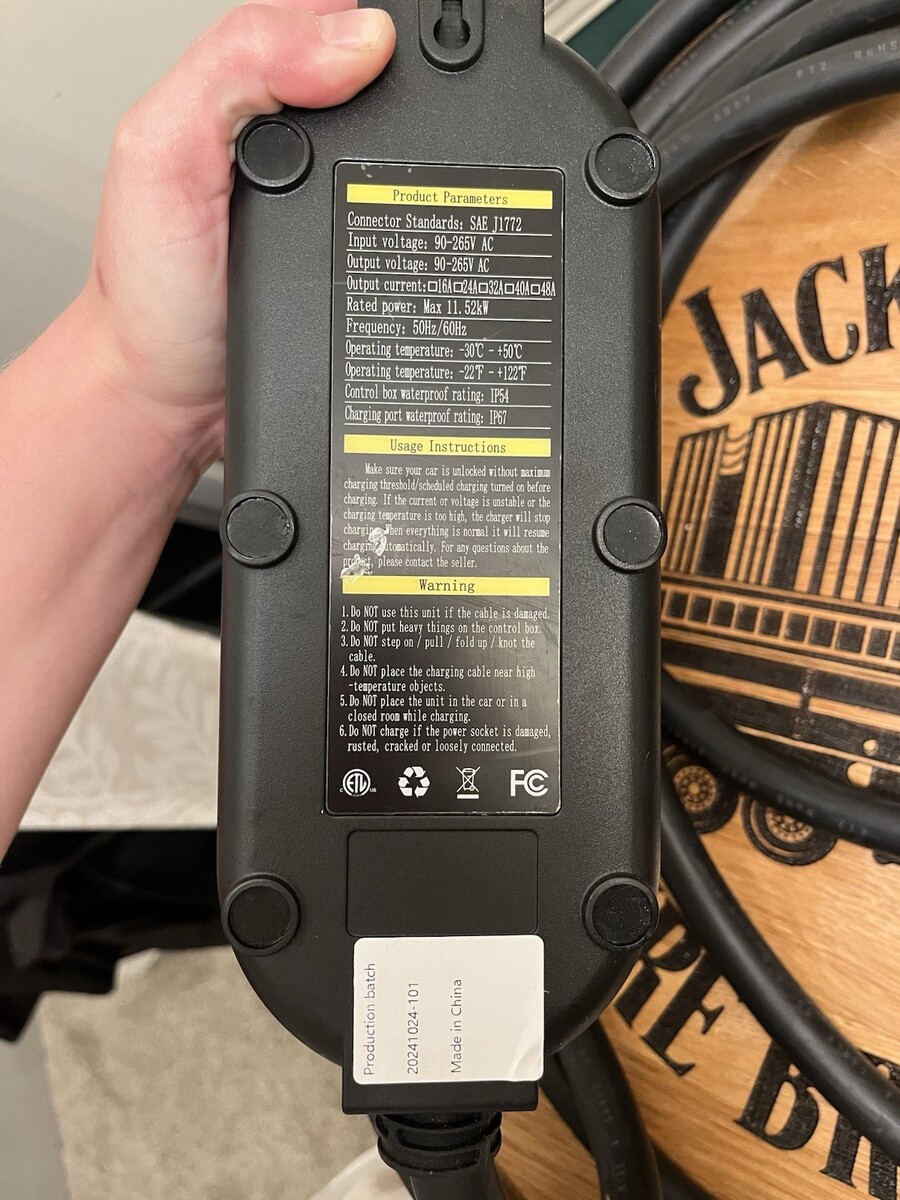 Product Parameters
Connector Standards: SAE J1772
Input voltage: 90-265V AC
Output voltage: 90-265V AC
Output current:□16A□24A□32A□40A□48A
Rated power: Max 11.52kW
Frequency: 50Hz/60Hz
Operating temperature: -30℃ - +50℃
Operating temperature: -22℉ - +122℉
Control box waterproof rating: IP54
Charging port waterproof rating: IP67
Usage Instructions
Make sure your car is unlocked without maximum
charging threshold/scheduled charging turned on before
charging. If the current or voltage is unstable or the
charging temperature is too high, the charger will stop
everything is normal it will resume
For any questions about the
please contact the seller.
Warning
1. Do NOT use this unit if the cable is damaged.
2. Do NOT put heavy things on the control box.
3. Do NOT step on / pull / fold up / knot the
cable.
4. Do NOT place the charging cable near high
-temperature objects.
5. Do NOT place the unit in the car or in a
closed room while charging.
6. Do NOT charge if the power socket is damaged,
rusted, cracked or loosely connected.
c ETL us
FC
Production batch
20241024-101
Made in China
JACK
FT2 RoHS